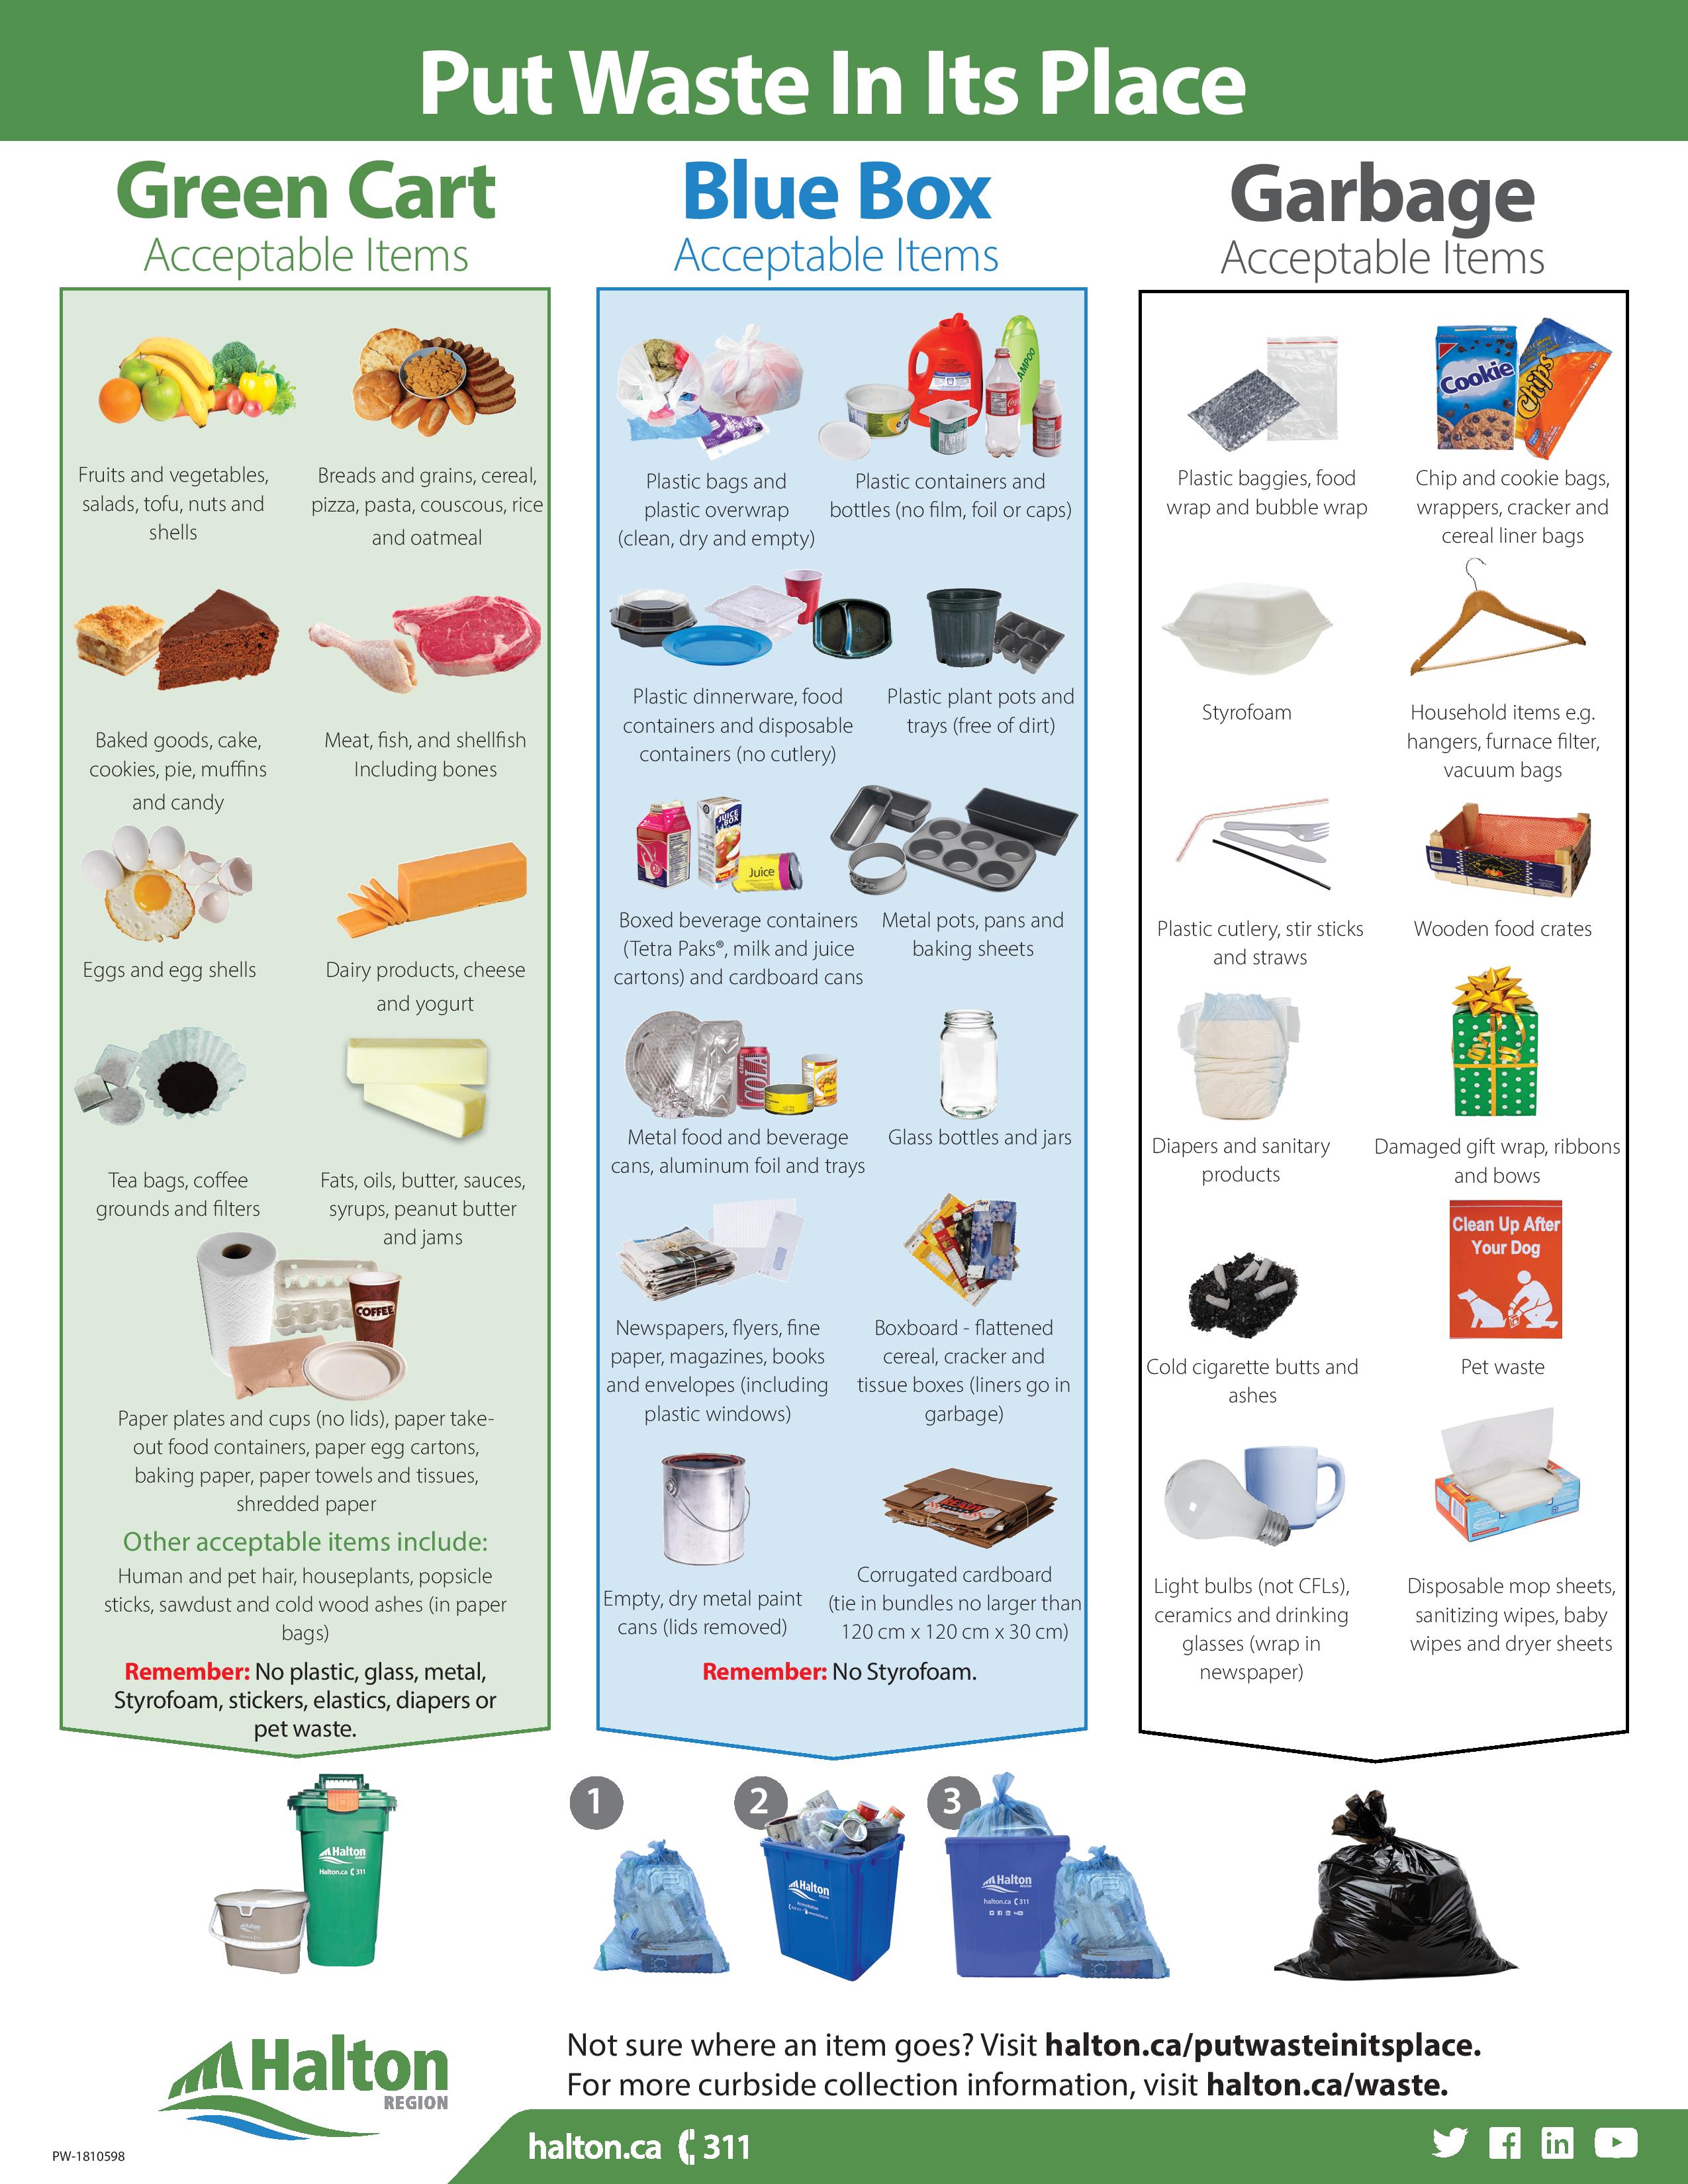 Put Waste In Its Place
Green Cart
Acceptable Items
Fruits and vegetables,
salads, tofu, nuts and
shells
Breads and grains, cereal,
pizza, pasta, couscous, rice
and oatmeal
Baked goods, cake,
cookies, pie, muffins
and candy
Meat, fish, and shellfish
Including bones
Eggs and egg shells
Dairy products, cheese
and yogurt
Tea bags, coffee
grounds and filters
Fats, oils, butter, sauces,
syrups, peanut butter
and jams
COFFEE
Paper plates and cups (no lids), paper take-
out food containers, paper egg cartons,
baking paper, paper towels and tissues,
shredded paper
Other acceptable items include:
Human and pet hair, houseplants, popsicle
sticks, sawdust and cold wood ashes (in paper
bags)
Remember: No plastic, glass, metal,
Styrofoam, stickers, elastics, diapers or
pet waste.
Halton
Halton.ca 311
Blue Box
Acceptable Items
AMPOO
Plastic bags and
plastic overwrap
(clean, dry and empty)
Plastic containers and
bottles (no film, foil or caps)
Plastic dinnerware, food
containers and disposable
containers (no cutlery)
Plastic plant pots and
trays (free of dirt)
JUICE
BOX
Juice
Boxed beverage containers
(Tetra Paks®, milk and juice
cartons) and cardboard cans
Metal pots, pans and
baking sheets
COLA
Metal food and beverage
cans, aluminum foil and trays
Glass bottles and jars
Newspapers, flyers, fine
paper, magazines, books
and envelopes (including
plastic windows)
Boxboard - flattened
cereal, cracker and
tissue boxes (liners go in
garbage)
Empty, dry metal paint
cans (lids removed)
Corrugated cardboard
(tie in bundles no larger than
120 cm x 120 cm x 30 cm)
Remember: No Styrofoam.
1
2
3
Halton
Halton
halton.ca 311
Garbage
Acceptable Items
Cookie
Chips
Plastic baggies, food
wrap and bubble wrap
Chip and cookie bags,
wrappers, cracker and
cereal liner bags
Styrofoam
Household items e.g.
hangers, furnace filter,
vacuum bags
Plastic cutlery, stir sticks
and straws
Wooden food crates
Diapers and sanitary
products
Damaged gift wrap, ribbons
and bows
Clean Up After
Your Dog
Cold cigarette butts and
ashes
Pet waste
Light bulbs (not CFLs),
ceramics and drinking
glasses (wrap in
newspaper)
Disposable mop sheets,
sanitizing wipes, baby
wipes and dryer sheets
Halton
REGION
Not sure where an item goes? Visit halton.ca/putwasteinitsplace.
For more curbside collection information, visit halton.ca/waste.
PW-1810598
halton.ca 311